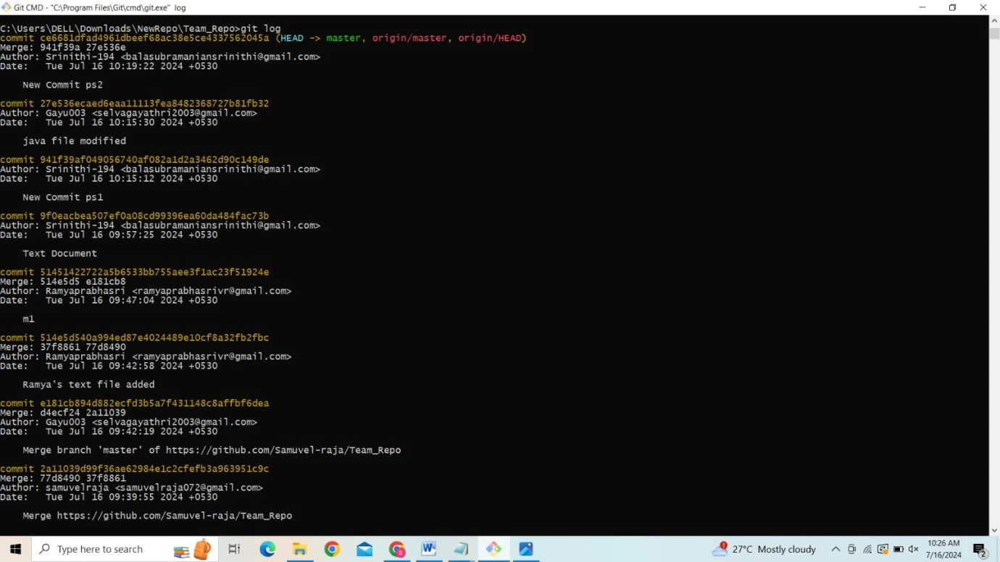 Git CMD - "C:\Program Files\Git\cmd\git.exe" log
C:\Users\DELL\Downloads\NewRepo\Team_Repo>git log
commit ce6681dfad4961dbeef68ac38e5ce4337562045a (HEAD -> master, origin/master, origin/HEAD)
Merge: 941f39a 27e536e
Author: Srinithi-194 <balasubramaniansrinithi@gmail.com>
Date:   Tue Jul 16 10:19:22 2024 +0530
New Commit ps2
commit 27e536ecaed6eaa11113fea8482368727b81fb32
Author: Gayu003 <selvagayathri2003@gmail.com>
Date:   Tue Jul 16 10:15:30 2024 +0530
java file modified
commit 941f39af049056740af082a1d2a3462d90c149de
Author: Srinithi-194 <balasubramaniansrinithi@gmail.com>
Date:   Tue Jul 16 10:15:12 2024 +0530
New Commit ps1
commit 9f0eacbea507ef0a08cd99396ea60da484fac73b
Author: Srinithi-194 <balasubramaniansrinithi@gmail.com>
Date:   Tue Jul 16 09:57:25 2024 +0530
Text Document
commit 51451422722a5b6533bb755aee3f1ac23f51924e
Merge: 514e5d5 e181cb8
Author: Ramyaprabhasri <ramyaprabhasrivr@gmail.com>
Date:   Tue Jul 16 09:47:04 2024 +0530
m1
commit 514e5d540a994ed87e4024489e10cf8a32fb2fbc
Merge: 37f8861 77d8490
Author: Ramyaprabhasri <ramyaprabhasrivr@gmail.com>
Date:   Tue Jul 16 09:42:58 2024 +0530
Ramya's text file added
commit e181cb894d882ecfd3b5a7f431148c8affbf6dea
Merge: d4ecf24 2a11039
Author: Gayu003 <selvagayathri2003@gmail.com>
Date:   Tue Jul 16 09:42:19 2024 +0530
Merge branch 'master' of https://github.com/Samuvel-raja/Team_Repo
commit 2a11039d99f36ae62984e1c2cfefb3a963951c9c
Merge: 77d8490 37f8861
Author: samuvelraja <samuvelraja072@gmail.com>
Date:   Tue Jul 16 09:39:55 2024 +0530
Merge https://github.com/Samuvel-raja/Team_Repo
Type here to search
27°C Mostly cloudy
10:26 AM
7/16/2024